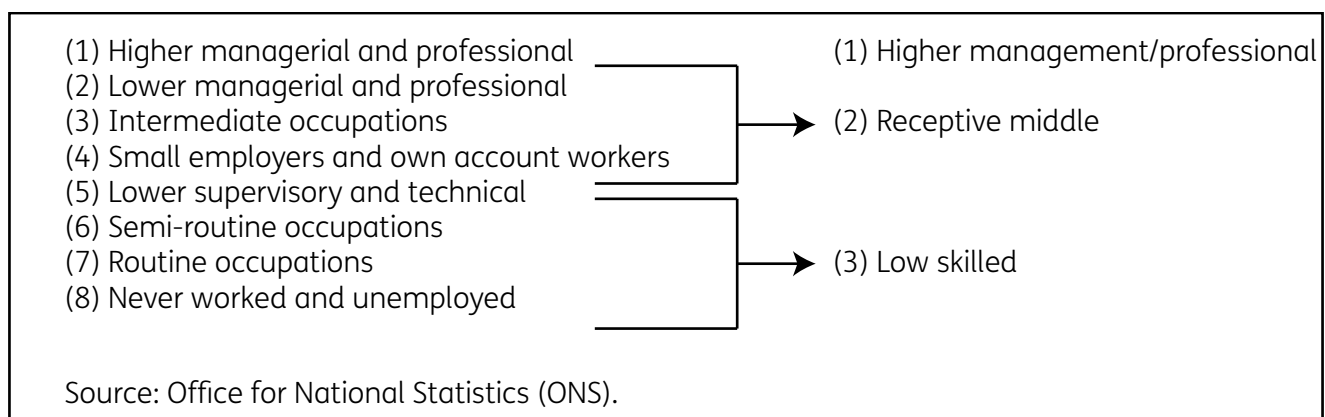 (1) Higher managerial and professional (1) Higher management/professional
(2) Lower managerial and professional
(3) Intermediate occupations (2) Receptive middle
(4) Small employers and own account workers
(5) Lower supervisory and technical
(6) Semi-routine occupations
(7) Routine occupations (3) Low skilled
(8) Never worked and unemployed
Source: Office for National Statistics (ONS).